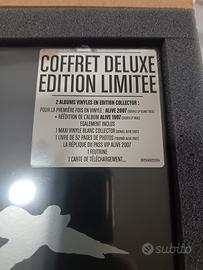 COFFRET DELUXE
EDITION LIMITEE
2 ALBUMS VINYLES EN EDITION COLLECTOR :
POUR LA PREMIÈRE FOIS EN VINYLE : ALIVE 2007
+ RÉÉDITION DE L'ALBUM ALIVE 1997
EGALEMENT INCLUS
1 MAXI VINYLE BLANC COLLECTOR
1 LIVRE DE 52 PAGES DE PHOTOS
LA RÉPLIQUE DU PASS VIP ALIVE 2007
1 FEUTRINE
1 CARTE DE TÉLÉCHARGEMENT...
subito